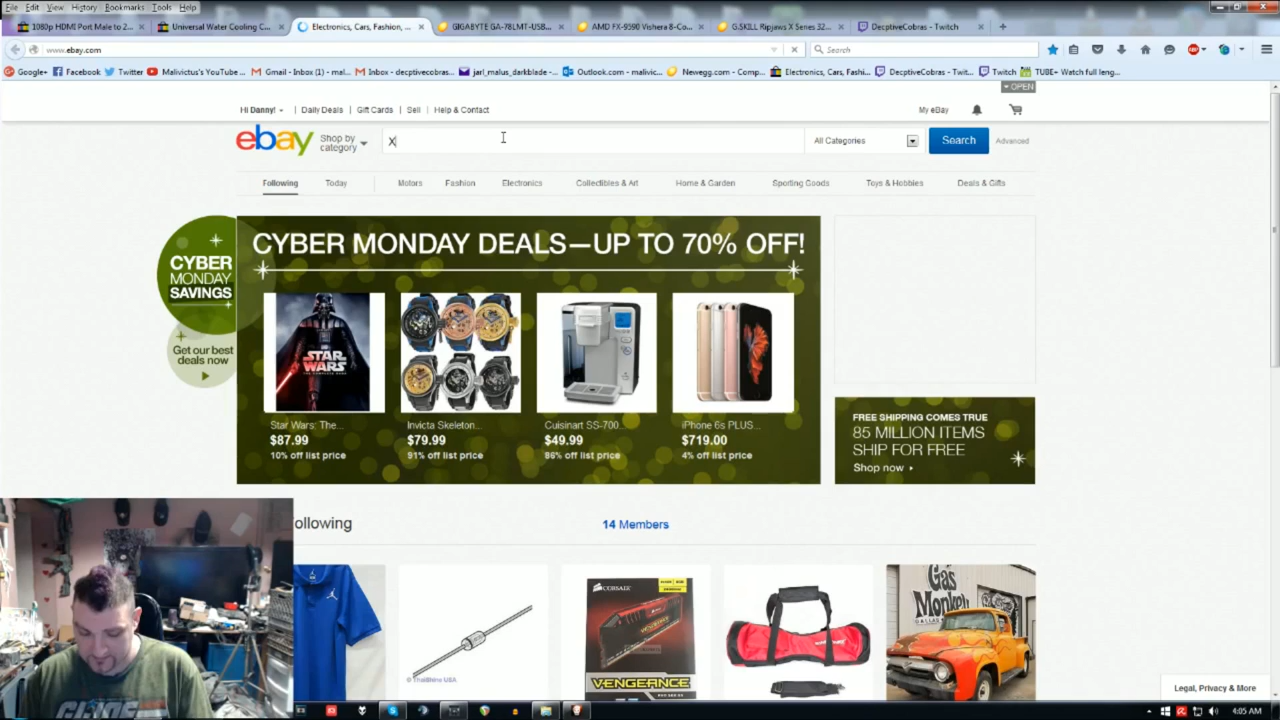 File Edit View History Bookmarks Tools Help
1080p HDMI Port Male to 2... Universal Water Cooling C... Electronics, Cars, Fashion, ... GIGABYTE GA-78LMT-USB... AMD FX-9590 Vishera 8-Co... G.SKILL Ripjaws X Series 32... DecptiveCobras - Twitch
www.ebay.com Search
Google+ Facebook Twitter Malivictus's YouTube ... Gmail - Inbox (1) - mal... Inbox - decptivecobras... jarl_malus_darkblade -... Outlook.com - malivic... Newegg.com - Comp... Electronics, Cars, Fashi... DecptiveCobras - Twit... Twitch TUBE+ Watch full leng...
OPEN
Hi Danny! Daily Deals Gift Cards Sell Help & Contact My eBay
ebay Shop by category X All Categories Search Advanced
Following Today Motors Fashion Electronics Collectibles & Art Home & Garden Sporting Goods Toys & Hobbies Deals & Gifts
CYBER MONDAY DEALS—UP TO 70% OFF!
CYBER
MONDAY
SAVINGS
Get our best
deals now
STAR
WARS
Star Wars: The... Invicta Skeleton... Cuisinart SS-700... iPhone 6s PLUS...
$87.99 $79.99 $49.99 $719.00
10% off list price 91% off list price 86% off list price 4% off list price
FREE SHIPPING COMES TRUE
85 MILLION ITEMS
SHIP FOR FREE
Shop now
ollowing 14 Members
CORSAIR
VENGEANCE
© ThaiShine USA
Gas
Monkey
DALLAS
Legal, Privacy & More
4:05 AM